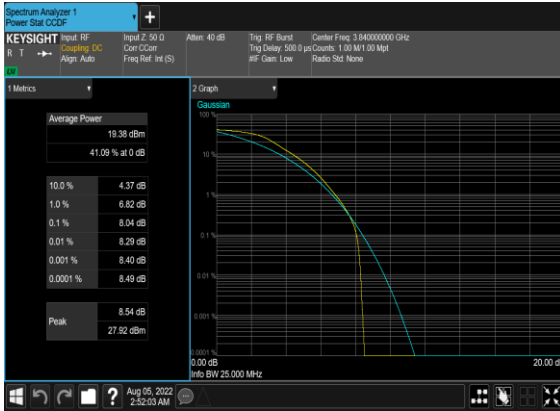 Spectrum Analyzer 1
Power Stat CCDF
KEYSIGHT
R T
Input: RF
Coupling: DC
Align: Auto
Input Z: 50 Ω
Corr CCorr
Freq Ref: Int (S)
Atten: 40 dB
Trig: RF Burst
Trig Delay: 500.0 µs
#IF Gain: Low
Center Freq: 3.840000000 GHz
Counts: 1.00 M/1.00 Mpt
Radio Std: None
1 Metrics
Average Power
19.38 dBm
41.09 % at 0 dB
10.0 % 4.37 dB
1.0 % 6.82 dB
0.1 % 8.04 dB
0.01 % 8.29 dB
0.001 % 8.40 dB
0.0001 % 8.49 dB
Peak
8.54 dB
27.92 dBm
2 Graph
Gaussian
100 %
10 %
1 %
0.1 %
0.01 %
0.001 %
0.0001 %
0.00 dB
20.00 d
Info BW 25.000 MHz
Aug 05, 2022
2:52:03 AM